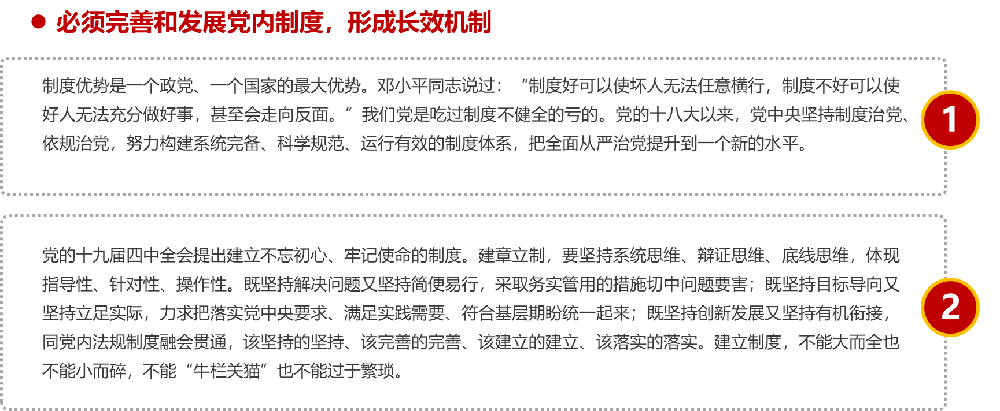 ● 必须完善和发展党内制度，形成长效机制
制度优势是一个政党、一个国家的最大优势。邓小平同志说过：“制度好可以使坏人无法任意横行，制度不好可以使
好人无法充分做好事，甚至会走向反面。”我们党是吃过制度不健全的亏的。党的十八大以来，党中央坚持制度治党、
依规治党，努力构建系统完备、科学规范、运行有效的制度体系，把全面从严治党提升到一个新的水平。
1
党的十九届四中全会提出建立不忘初心、牢记使命的制度。建章立制，要坚持系统思维、辩证思维、底线思维，体现
指导性、针对性、操作性。既坚持解决问题又坚持简便易行，采取务实管用的措施切中问题要害；既坚持目标导向又
坚持立足实际，力求把落实党中央要求、满足实践需要、符合基层期盼统一起来；既坚持创新发展又坚持有机衔接，
同党内法规制度融会贯通，该坚持的坚持、该完善的完善、该建立的建立、该落实的落实。建立制度，不能大而全也
不能小而碎，不能“牛栏关猫”也不能过于繁琐。
2